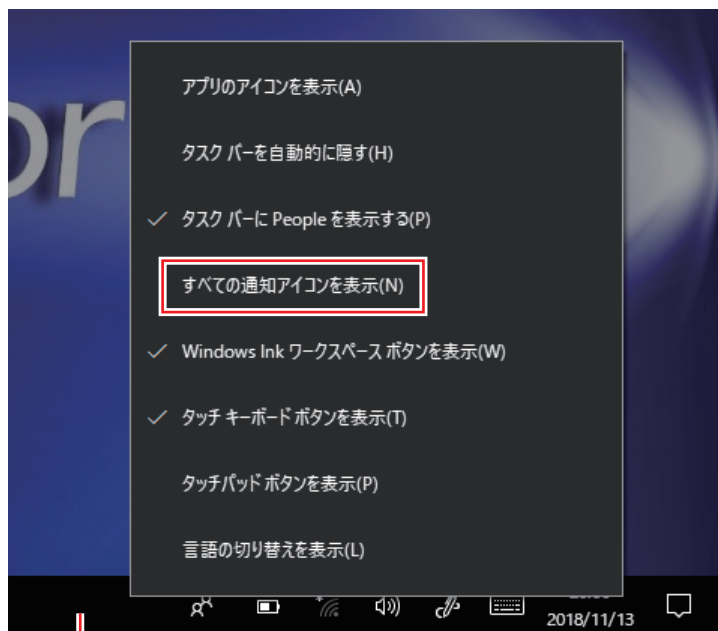 or
アプリのアイコンを表示(A)
タスク バーを自動的に隠す(H)
タスク バーに People を表示する(P)
すべての通知アイコンを表示(N)
Windows Ink ワークスペース ボタンを表示(W)
タッチ キーボード ボタンを表示(T)
タッチパッド ボタンを表示(P)
言語の切り替えを表示(L)
2018/11/13